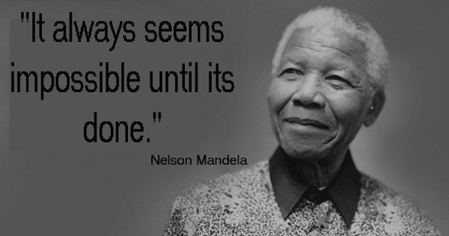 "It always seems
impossible until its
done."
Nelson Mandela